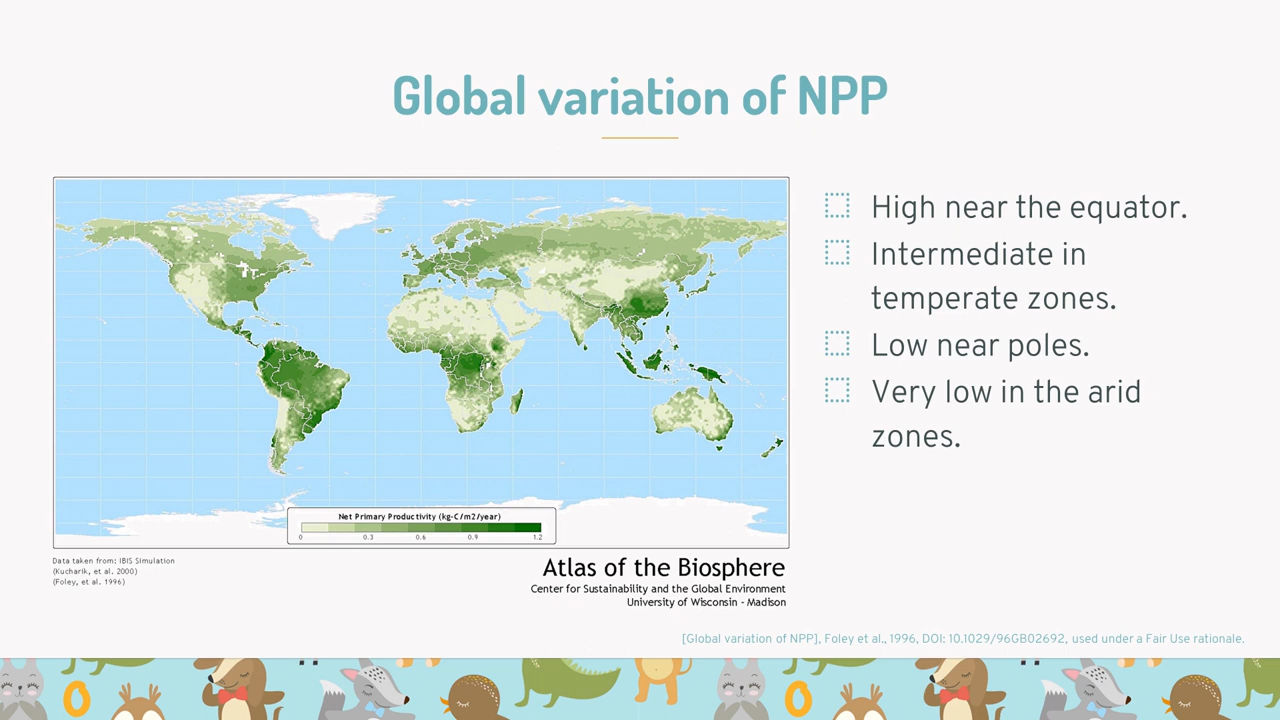 Global variation of NPP
High near the equator.
Intermediate in
temperate zones.
Low near poles.
Very low in the arid
zones.
Net Primary Productivity (kg-C/m2/year)
0 0.3 0.6 0.9 1.2
Data taken from: IBIS Simulation
(Kucharik, et al. 2000)
(Foley, et al. 1996)
Atlas of the Biosphere
Center for Sustainability and the Global Environment
University of Wisconsin - Madison
[Global variation of NPP], Foley et al., 1996, DOI: 10.1029/96GB02692, used under a Fair Use rationale.